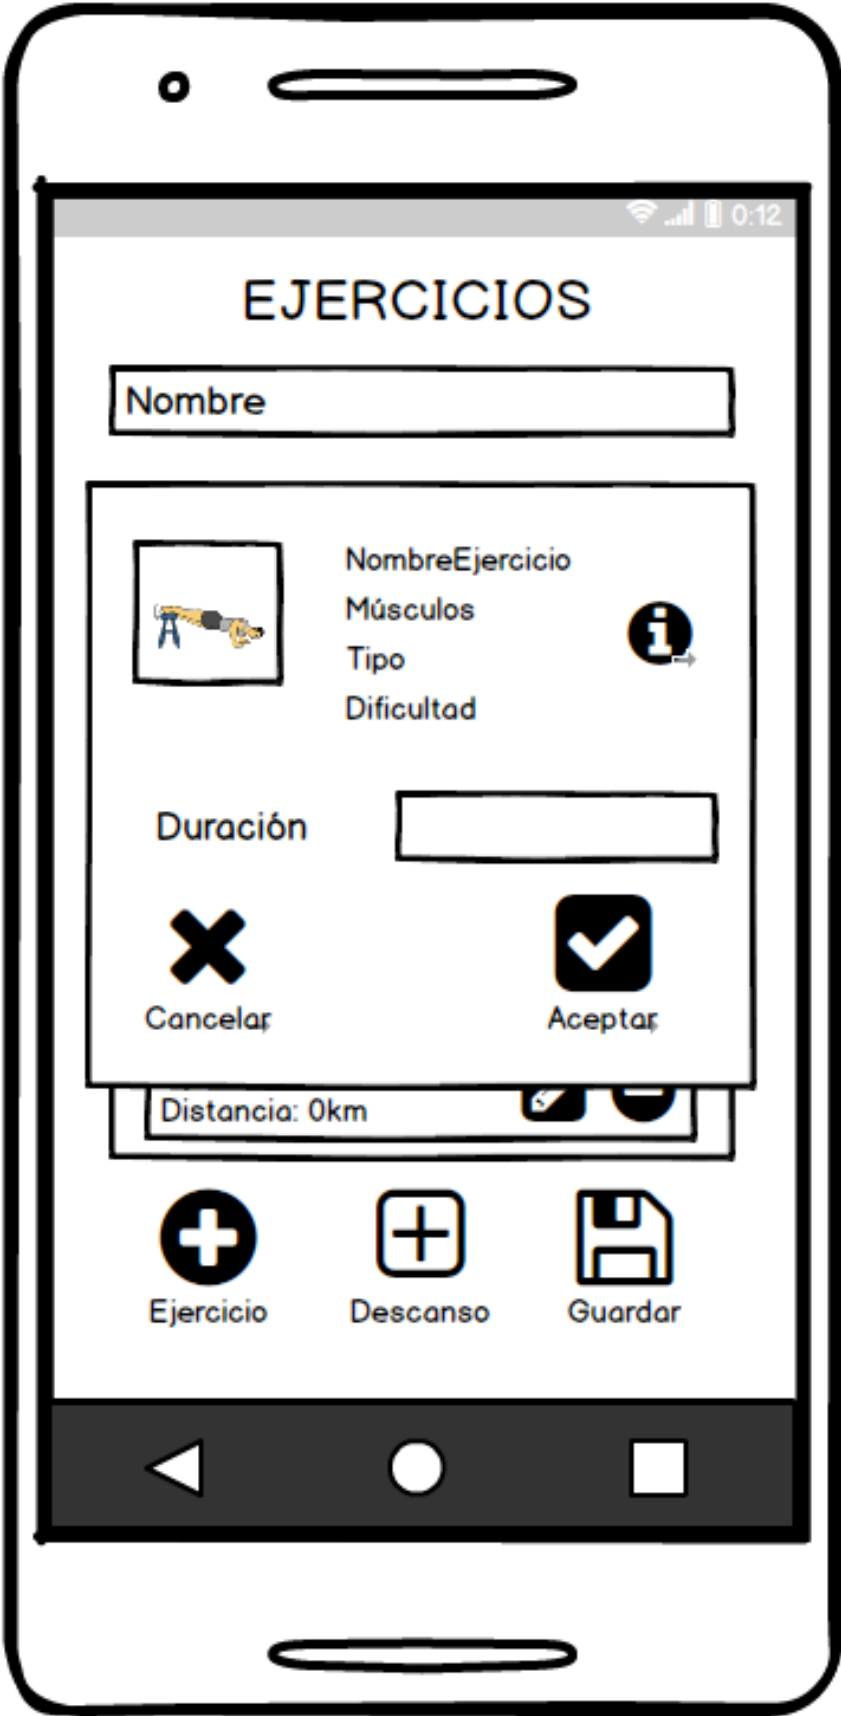 0:12
EJERCICIOS
Nombre
NombreEjercicio
Músculos
Tipo
Dificultad
Duración
Cancelar
Aceptar
Distancia: 0km
Ejercicio
Descanso
Guardar